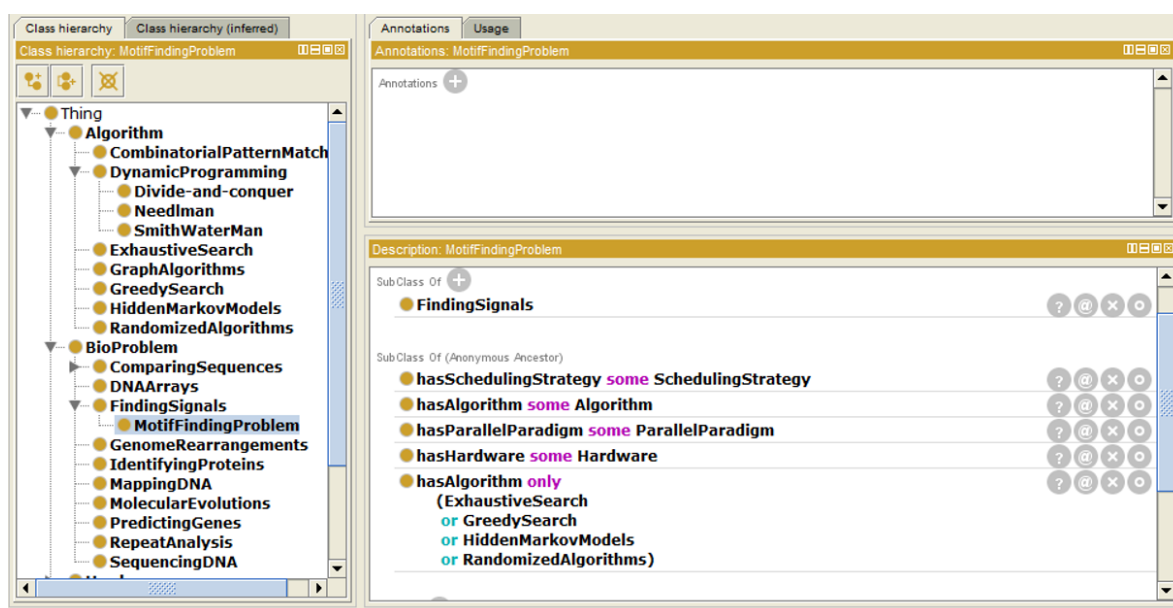 Class hierarchy
Class hierarchy (inferred)
Class hierarchy: MotifFindingProblem
Thing
Algorithm
CombinatorialPatternMatch
DynamicProgramming
Divide-and-conquer
Needlman
SmithWaterMan
ExhaustiveSearch
GraphAlgorithms
GreedySearch
HiddenMarkovModels
RandomizedAlgorithms
BioProblem
ComparingSequences
DNAArrays
FindingSignals
MotifFindingProblem
GenomeRearrangements
IdentifyingProteins
MappingDNA
MolecularEvolutions
PredictingGenes
RepeatAnalysis
SequencingDNA
Annotations
Usage
Annotations: MotifFindingProblem
Annotations
Description: MotifFindingProblem
SubClass Of
FindingSignals
SubClass Of (Anonymous Ancestor)
hasSchedulingStrategy some SchedulingStrategy
hasAlgorithm some Algorithm
hasParallelParadigm some ParallelParadigm
hasHardware some Hardware
hasAlgorithm only
(ExhaustiveSearch
or GreedySearch
or HiddenMarkovModels
or RandomizedAlgorithms)